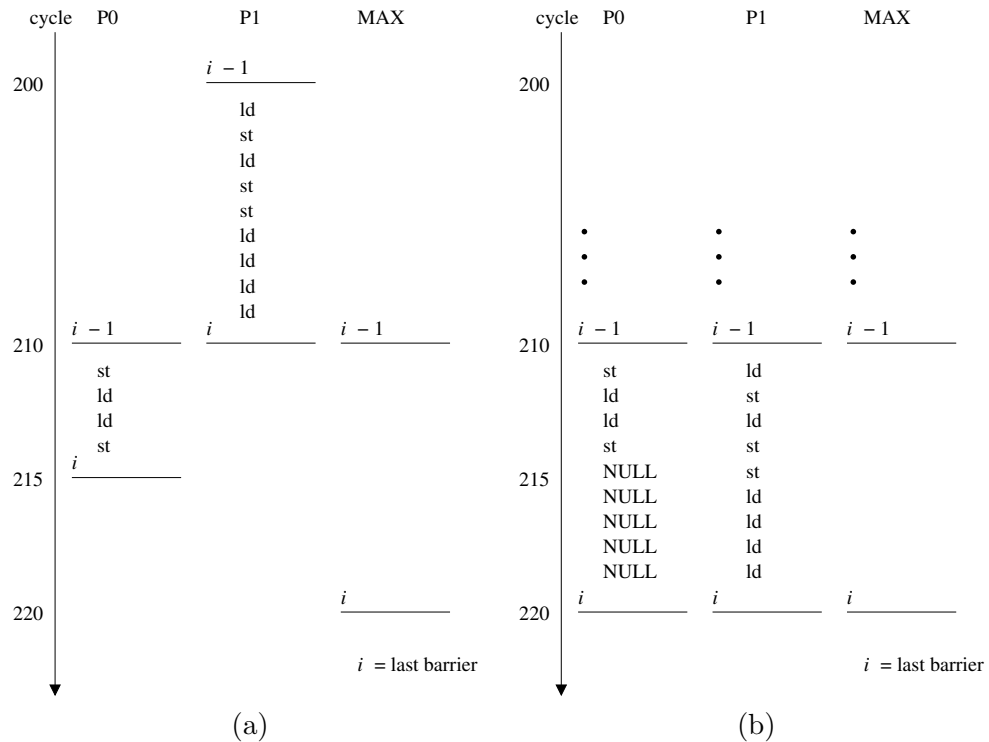 cycle P0 P1 MAX
i − 1
200
ld
st
ld
st
st
ld
ld
ld
ld
i − 1 i i − 1
210
st
ld
ld
st
i
215
i
220
i = last barrier
(a)
cycle P0 P1 MAX
200
i − 1 i − 1 i − 1
210
st ld
ld st
ld ld
st st
215 NULL st
NULL ld
NULL ld
NULL ld
NULL ld
i i i
220
i = last barrier
(b)